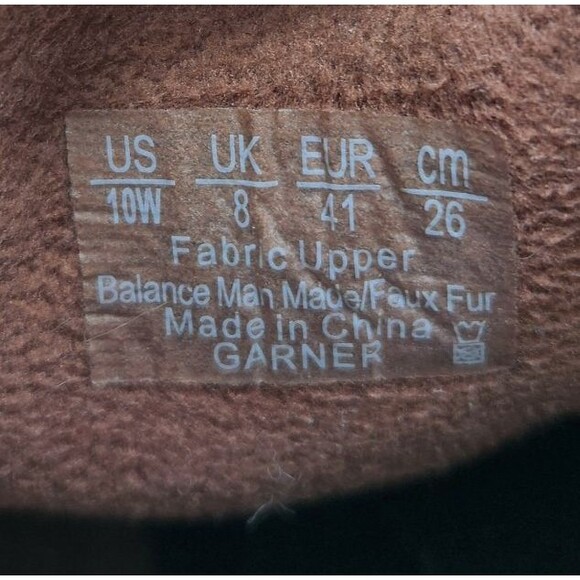 US UK EUR cm
10W 8 41 26
Fabric Upper
Balance Man Made/Faux Fur
Made in China
GARNER